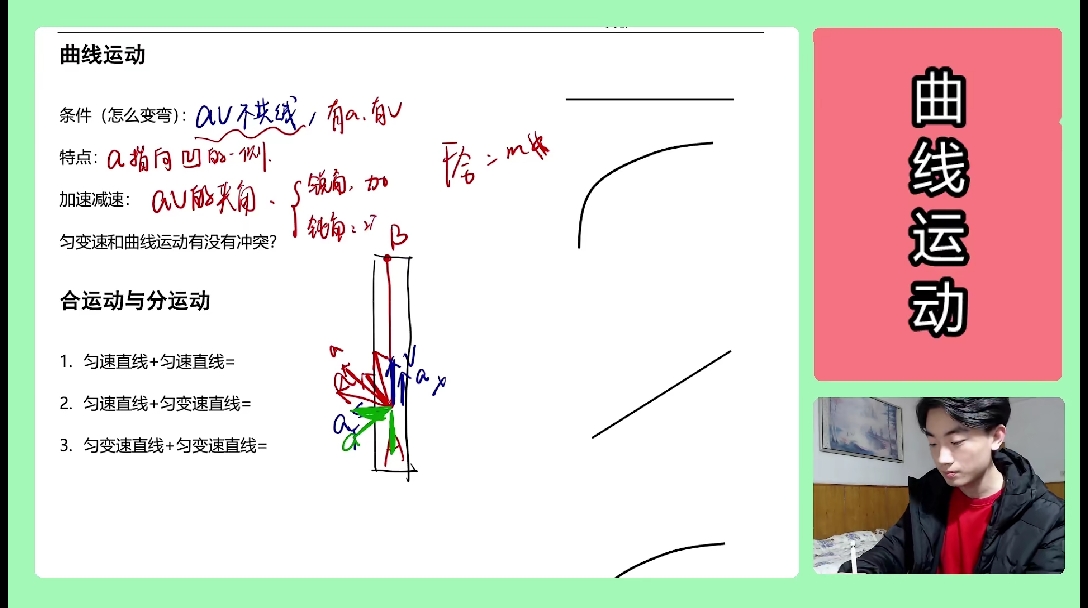 曲线运动
条件（怎么变弯）：av不共线，有a、有v
特点：a指向凹的一侧.
加速减速：av的夹角、
锐角，加
钝角：减
F合=m
匀变速和曲线运动有没有冲突？
B
合运动与分运动
1. 匀速直线+匀速直线=
2. 匀速直线+匀变速直线=
3. 匀变速直线+匀变速直线=
a
v
a
a
A
曲线运动